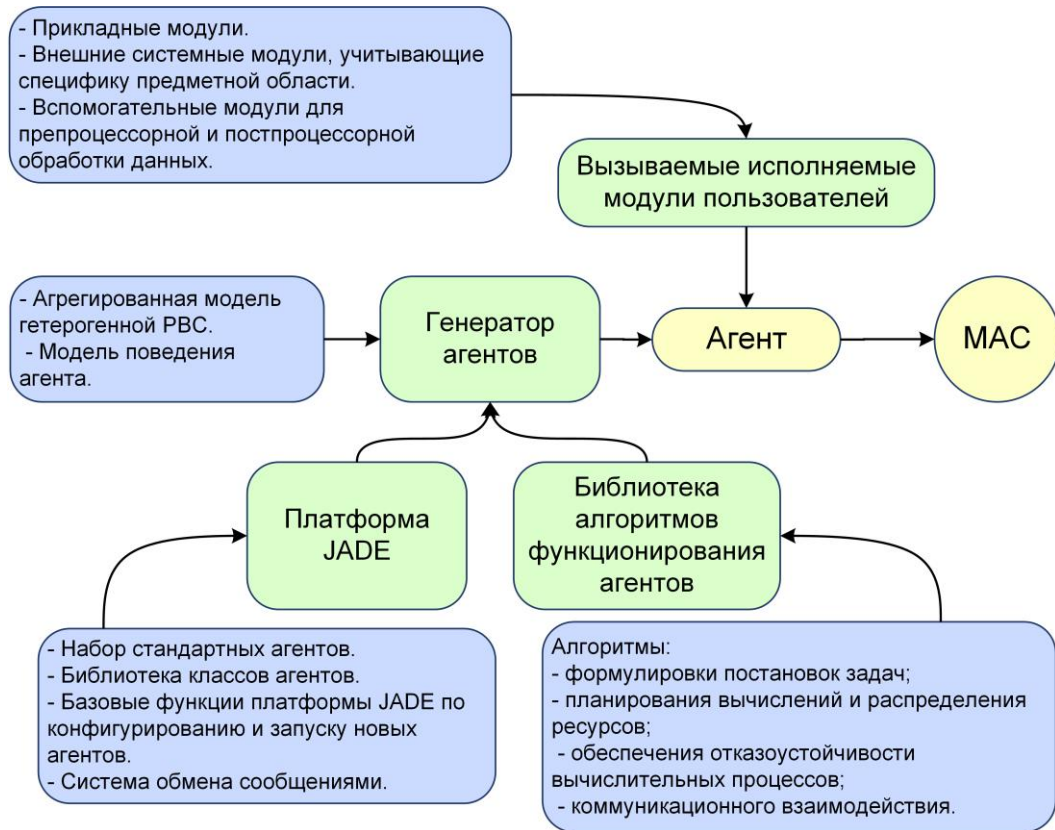 - Прикладные модули.
- Внешние системные модули, учитывающие
специфику предметной области.
- Вспомогательные модули для
препроцессорной и постпроцессорной
обработки данных.
Вызываемые исполняемые
модули пользователей
- Агрегированная модель
гетерогенной РВС.
- Модель поведения
агента.
Генератор
агентов
Агент
МАС
Платформа
JADE
Библиотека
алгоритмов
функционирования
агентов
- Набор стандартных агентов.
- Библиотека классов агентов.
- Базовые функции платформы JADE по
конфигурированию и запуску новых
агентов.
- Система обмена сообщениями.
Алгоритмы:
- формулировки постановок задач;
- планирования вычислений и распределения
ресурсов;
- обеспечения отказоустойчивости
вычислительных процессов;
- коммуникационного взаимодействия.